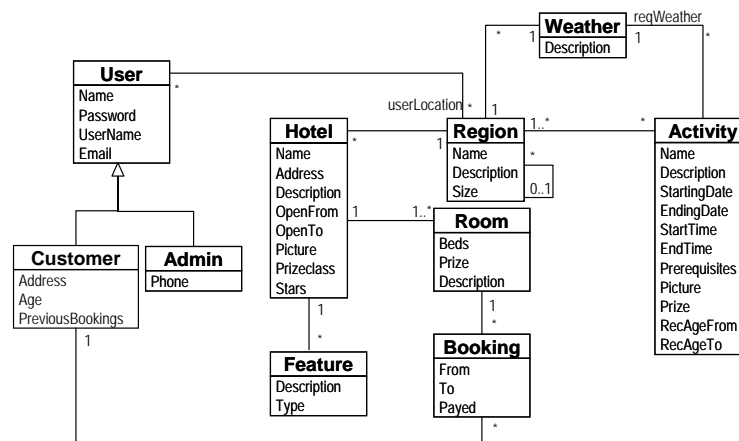 Weather
Description
reqWeather
1
1
*
*
User
Name
Password
UserName
Email
*
userLocation
*
1
Hotel
Name
Address
Description
OpenFrom
OpenTo
Picture
Prizeclass
Stars
*
1
Region
Name
Description
Size
1..*
*
*
0..1
Activity
Name
Description
StartingDate
EndingDate
StartTime
EndTime
Prerequisites
Picture
Prize
RecAgeFrom
RecAgeTo
1
1..*
Room
Beds
Prize
Description
Customer
Address
Age
PreviousBookings
1
Admin
Phone
1
*
1
*
Feature
Description
Type
Booking
From
To
Payed
*